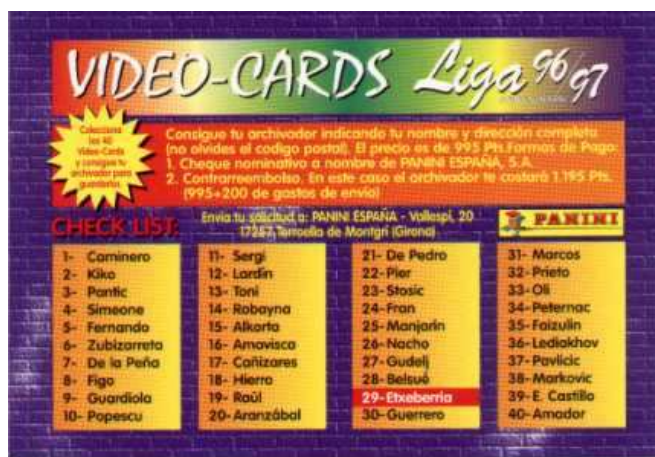 VIDEO-CARDS Liga 96/97
Colecciona
las 40
Video-Cards
y consigue tu
archivador para
guardarlos.
Consigue tu archivador indicando tu nombre y dirección completa
(no olvides el codigo postal). El precio es de 995 Pts.Formas de Pago:
1. Cheque nominativo a nombre de PANINI ESPAÑA, S.A.
2. Contrarreembolso. En este caso el archivador te costará 1.195 Pts.
(995+200 de gastos de envío)
CHECK LIST:
Envía tu solicitud a: PANINI ESPAÑA - Vallespí, 20
17257 Torroella de Montgrí (Girona)
PANINI
1- Caminero
2- Kiko
3- Pantic
4- Simeone
5- Fernando
6- Zubizarreta
7- De la Peña
8- Figo
9- Guardiola
10- Popescu
11- Sergi
12- Lardín
13- Toni
14- Robayna
15- Alkorta
16- Amavisca
17- Cañizares
18- Hierro
19- Raúl
20- Aranzábal
21- De Pedro
22- Pier
23- Stosic
24- Fran
25- Manjarín
26- Nacho
27- Gudelj
28- Belsué
29- Etxeberria
30- Guerrero
31- Marcos
32- Prieto
33- Oli
34- Peternac
35- Faizulin
36- Lediakhov
37- Pavlicic
38- Markovic
39- E. Castillo
40- Amador